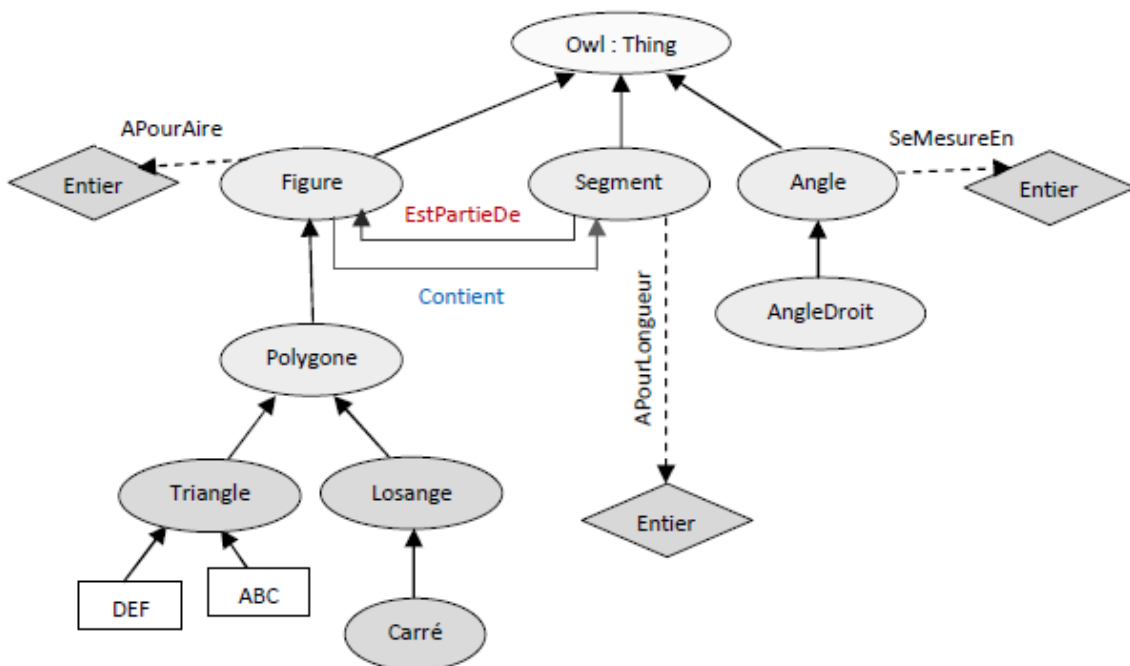 Owl : Thing
APourAire
SeMesureEn
Entier
Figure
Segment
Angle
Entier
EstPartieDe
Contient
AngleDroit
APourLongueur
Polygone
Triangle
Losange
Entier
DEF
ABC
Carré